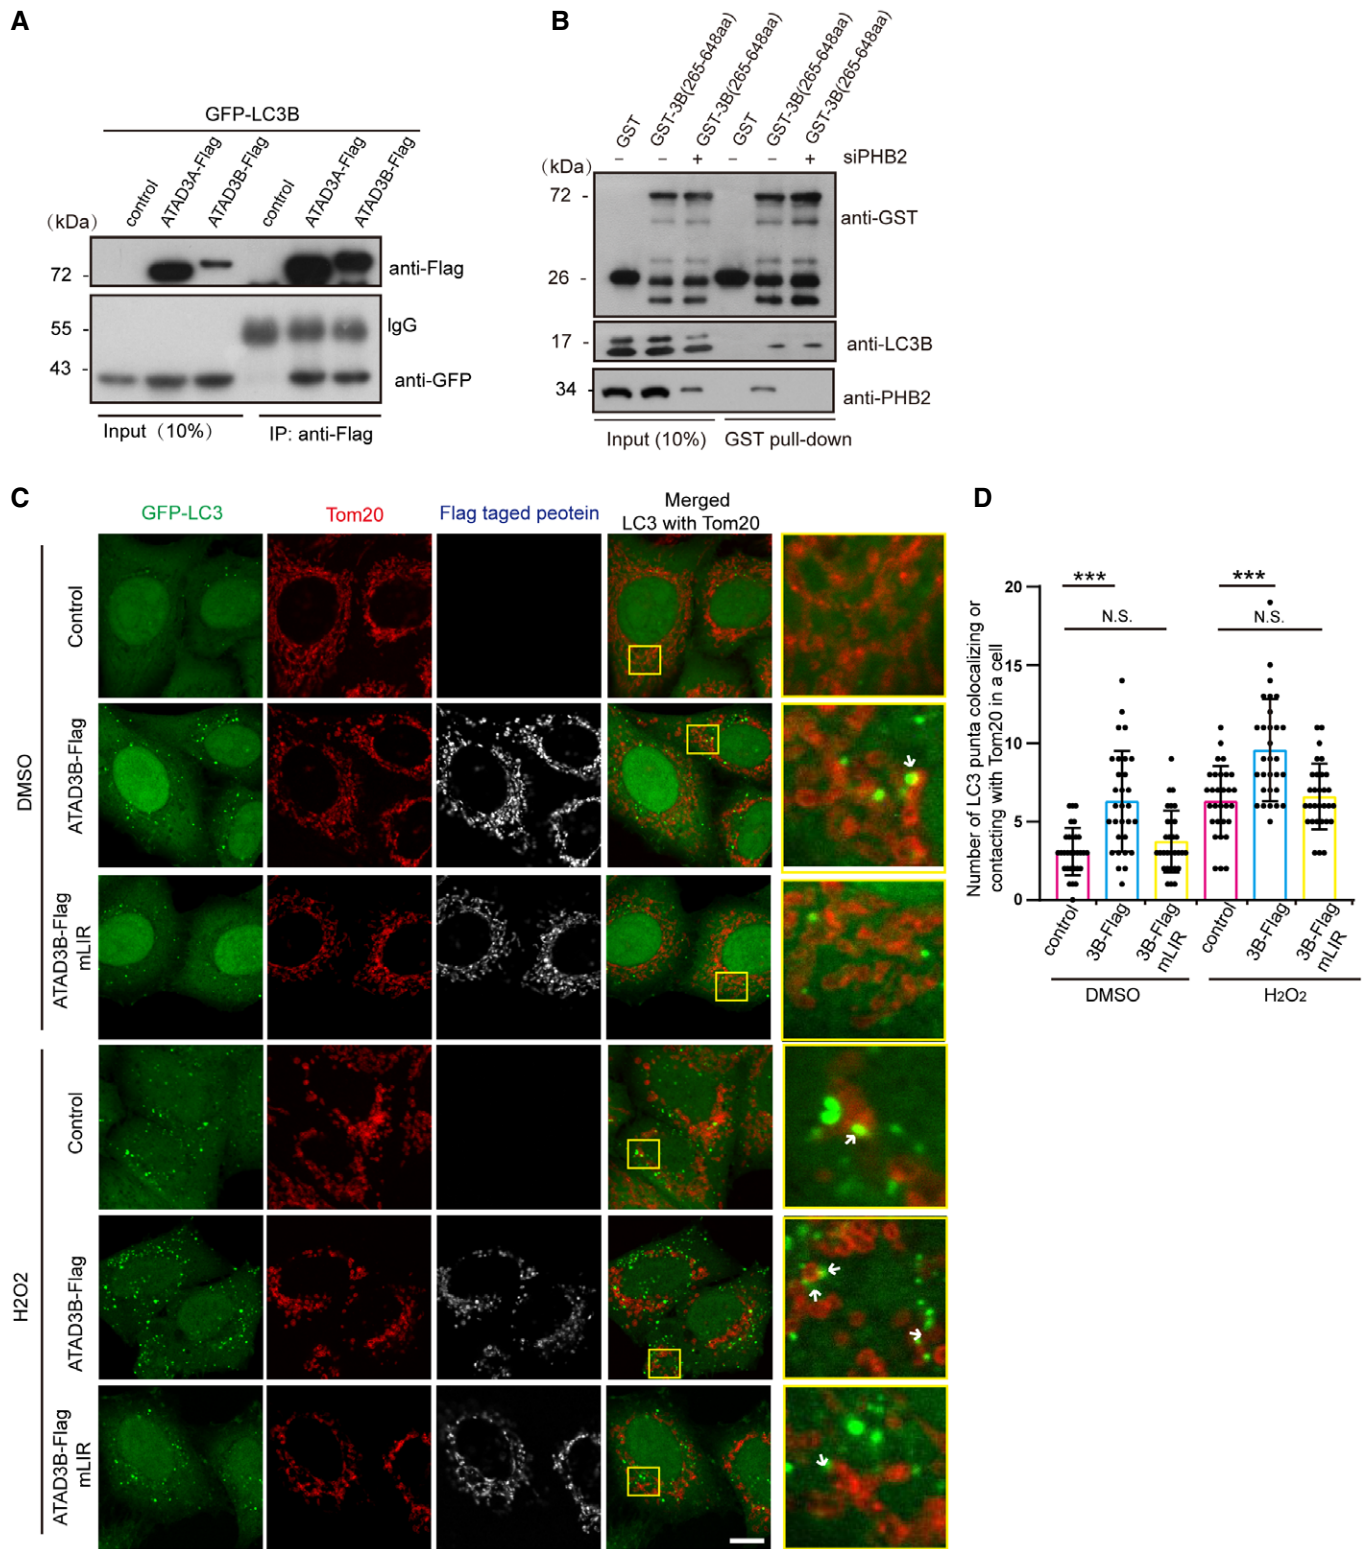 A
GFP-LC3B
control
ATAD3A-Flag
ATAD3B-Flag
control
ATAD3A-Flag
ATAD3B-Flag
(kDa)
72 -
anti-Flag
55 -
IgG
43 -
anti-GFP
Input (10%)
IP: anti-Flag
B
GST
GST-3B(265-648aa)
GST-3B(265-648aa)
GST
GST-3B(265-648aa)
GST-3B(265-648aa)
(kDa)
– – + – – + siPHB2
72 -
anti-GST
26 -
17 -
anti-LC3B
34 -
anti-PHB2
Input (10%)
GST pull-down
C
GFP-LC3
Tom20
Flag taged peotein
Merged
LC3 with Tom20
DMSO
Control
ATAD3B-Flag
ATAD3B-Flag
mLIR
H2O2
Control
ATAD3B-Flag
ATAD3B-Flag
mLIR
D
Number of LC3 punta colocalizing or
contacting with Tom20 in a cell
20
15
10
5
0
***
N.S.
***
N.S.
control
3B-Flag
3B-Flag
mLIR
control
3B-Flag
3B-Flag
mLIR
DMSO
H2O2